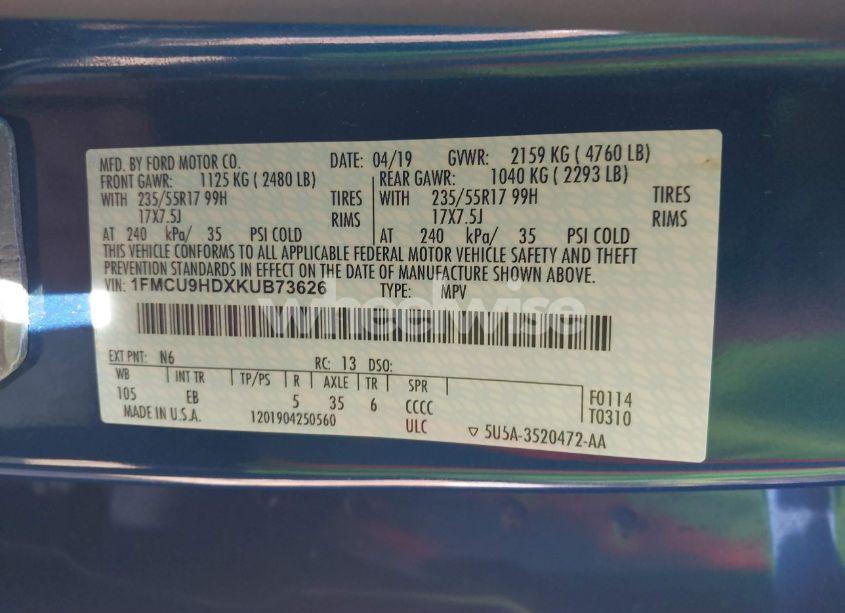 MFD. BY FORD MOTOR CO. DATE: 04/19 GVWR: 2159 KG ( 4760 LB)
FRONT GAWR: 1125 KG ( 2480 LB) REAR GAWR: 1040 KG ( 2293 LB)
WITH 235/55R17 99H TIRES WITH 235/55R17 99H TIRES
17X7.5J RIMS 17X7.5J RIMS
AT 240 kPa/ 35 PSI COLD AT 240 kPa/ 35 PSI COLD
THIS VEHICLE CONFORMS TO ALL APPLICABLE FEDERAL MOTOR VEHICLE SAFETY AND THEFT
PREVENTION STANDARDS IN EFFECT ON THE DATE OF MANUFACTURE SHOWN ABOVE.
VIN: 1FMCU9HDXKUB73626 TYPE: MPV
wheelwise
EXT PNT: N6 RC: 13 DSO:
WB INT TR TP/PS R AXLE TR SPR
105 EB 5 35 6 CCCC F0114
MADE IN U.S.A. 1201904250560 ULC T0310
▽ 5U5A-3520472-AA